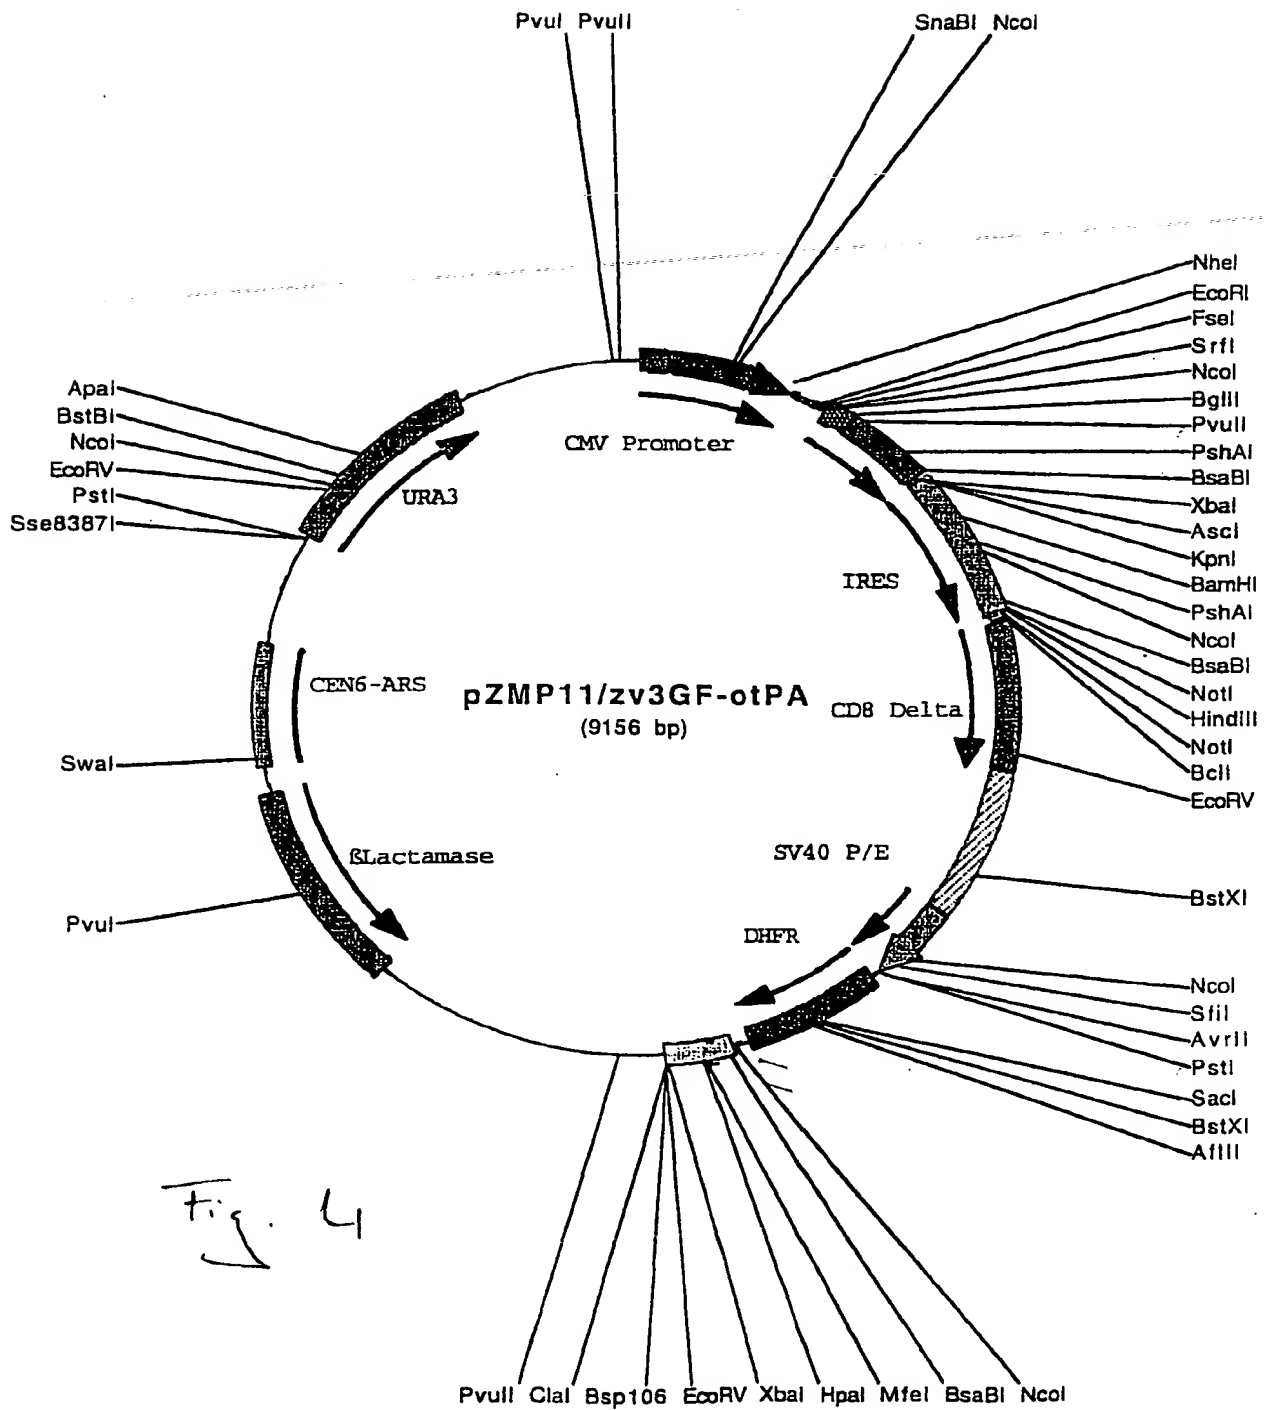 PvuI PvuII
SnaBI NcoI
NheI
EcoRI
FseI
SrfI
NcoI
BglII
PvuII
PshAI
BsaBI
XbaI
AscI
KpnI
BamHI
PshAI
NcoI
BsaBI
NotI
HindIII
NotI
BclI
EcoRV
BstXI
NcoI
SfiI
AvrII
PstI
SacI
BstXI
AflII
ApaI
BstBI
NcoI
EcoRV
PstI
Sse8387I
SwaI
PvuI
CMV Promoter
URA3
IRES
CEN6-ARS
pZMP11/zv3GF-otPA
(9156 bp)
CD8 Delta
SV40 P/E
ßLactamase
DHFR
Fig. 4
PvuII ClaI Bsp106 EcoRV XbaI HpaI MfeI BsaBI NcoI